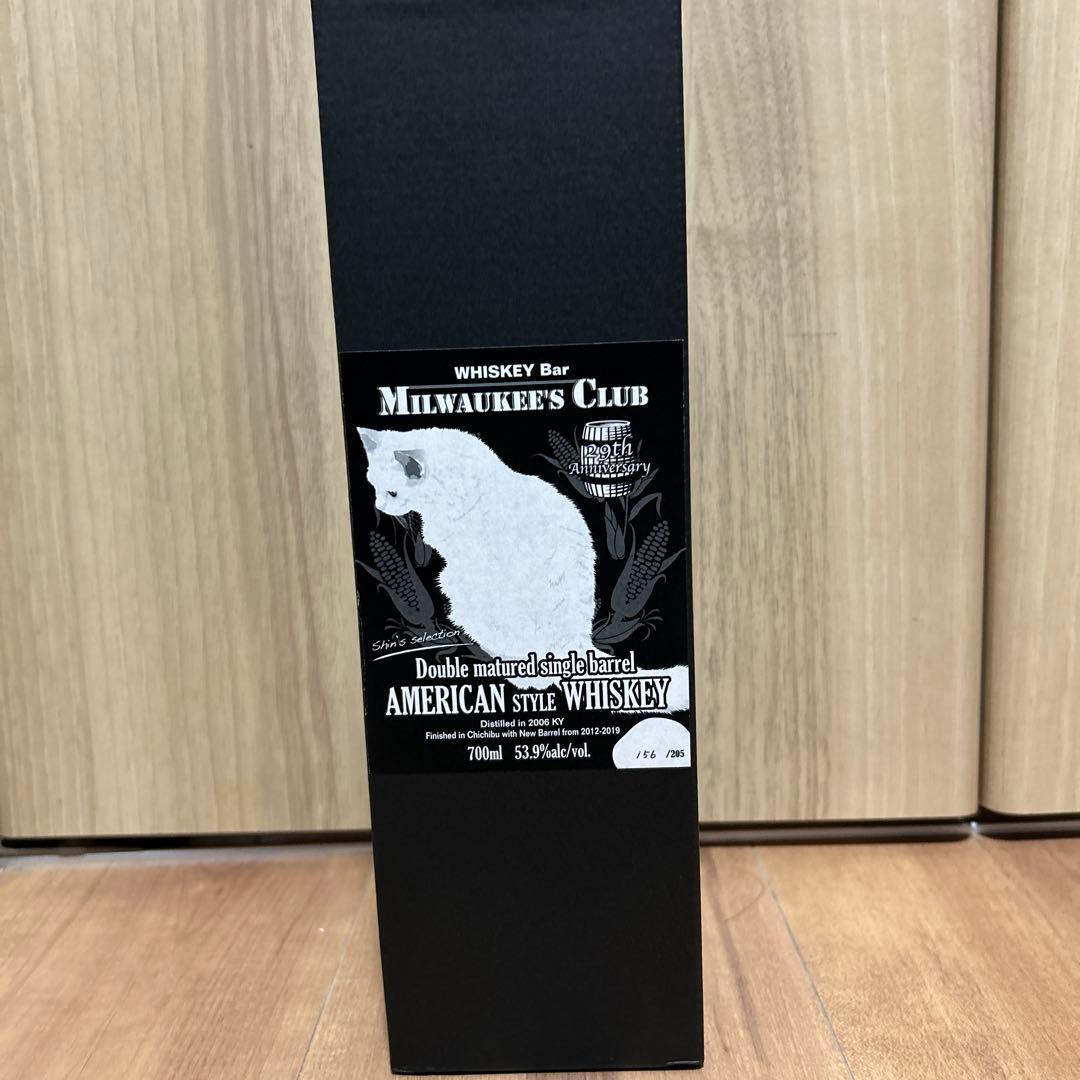 WHISKEY Bar
MILWAUKEE'S CLUB
29th
Anniversary
Shin's selection
Double matured single barrel
AMERICAN STYLE WHISKEY
Distilled in 2006 KY
Finished in Chichibu with New Barrel from 2012-2019
700ml 53.9%alc/vol.
156 /205